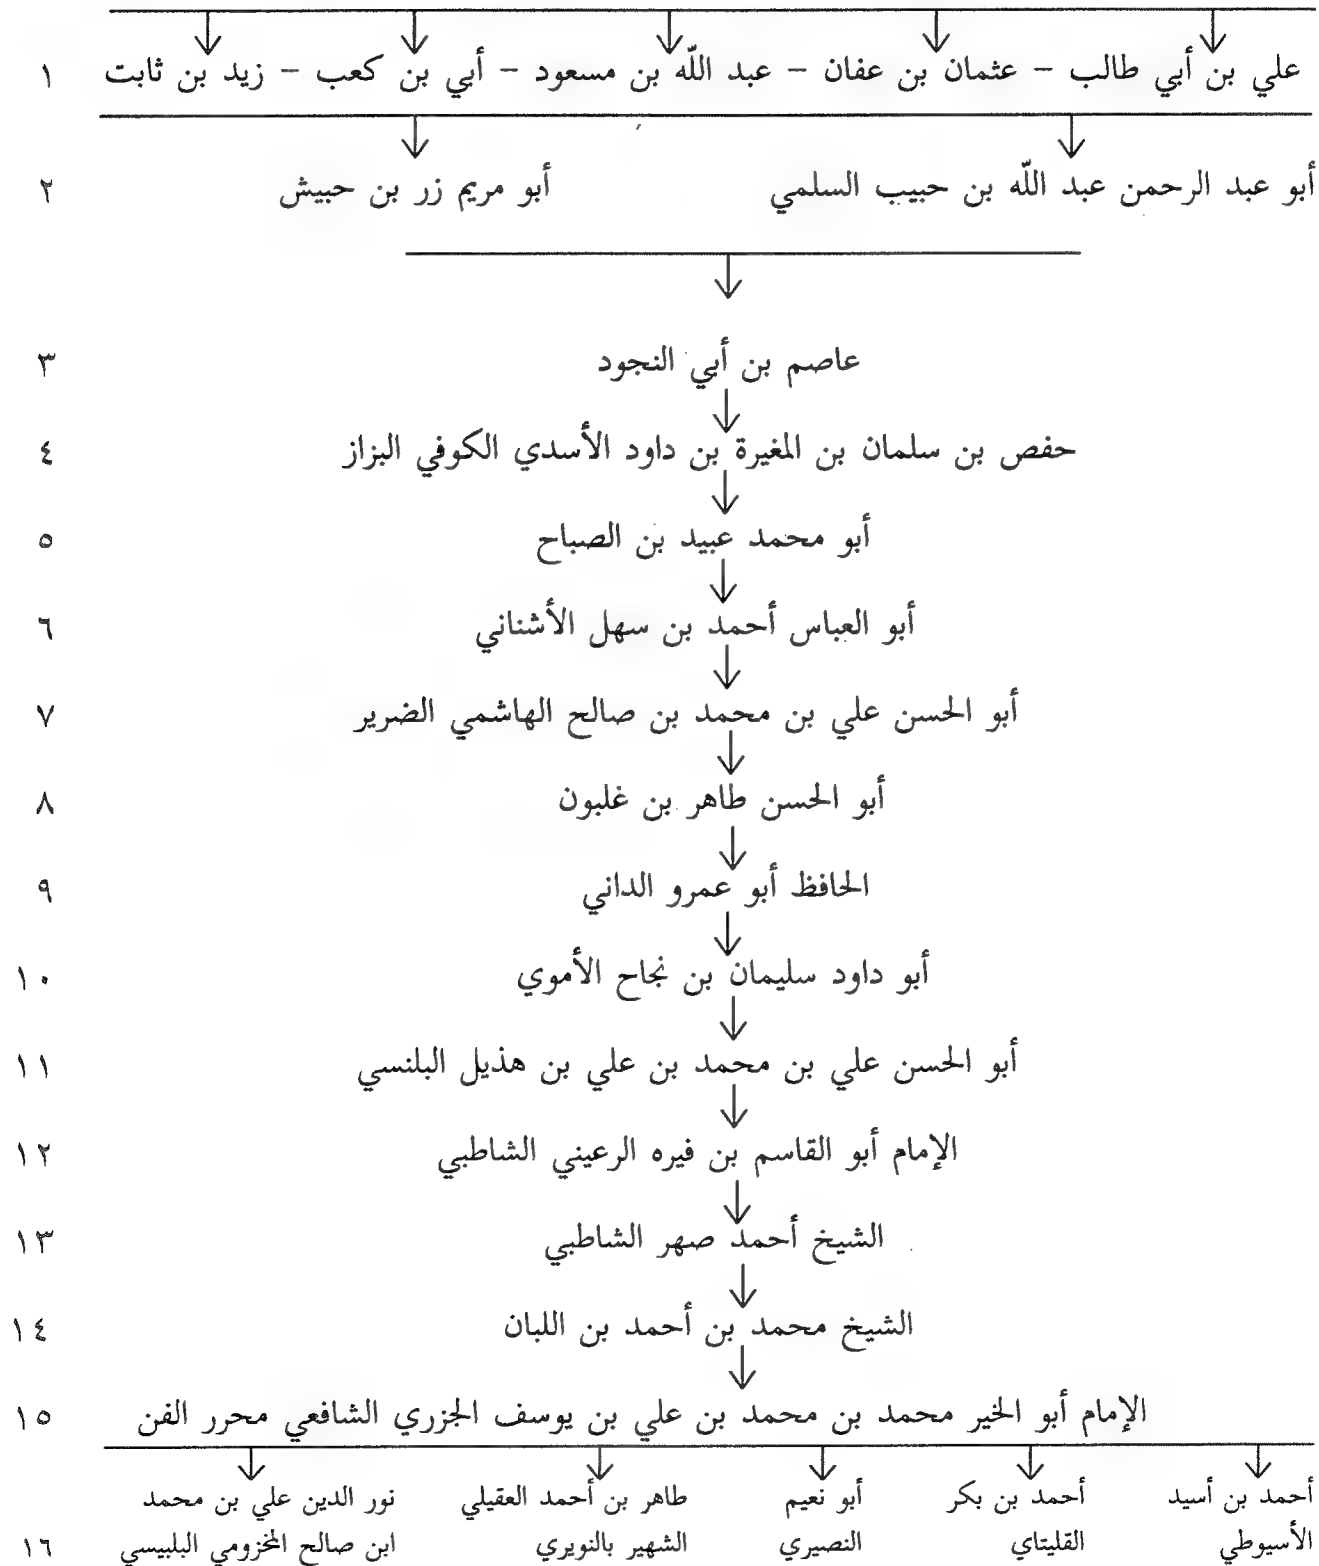 علي بن أبي طالب – عثمان بن عفان – عبد اللّه بن مسعود – أبي بن كعب – زيد بن ثابت ١
أبو عبد الرحمن عبد اللّه بن حبيب السلمي أبو مريم زر بن حبيش ٢
عاصم بن أبي النجود ٣
حفص بن سلمان بن المغيرة بن داود الأسدي الكوفي البزاز ٤
أبو محمد عبيد بن الصباح ٥
أبو العباس أحمد بن سهل الأشناني ٦
أبو الحسن علي بن محمد بن صالح الهاشمي الضرير ٧
أبو الحسن طاهر بن غلبون ٨
الحافظ أبو عمرو الداني ٩
أبو داود سليمان بن نجاح الأموي ١٠
أبو الحسن علي بن محمد بن علي بن هذيل البلنسي ١١
الإمام أبو القاسم بن فيره الرعيني الشاطبي ١٢
الشيخ أحمد صهر الشاطبي ١٣
الشيخ محمد بن أحمد بن اللبان ١٤
الإمام أبو الخير محمد بن محمد بن علي بن يوسف الجزري الشافعي محرر الفن ١٥
أحمد بن أسيد أحمد بن بكر أبو نعيم طاهر بن أحمد العقيلي نور الدين علي بن محمد
الأسيوطي القليتاي النصيري الشهير بالنويري ابن صالح المخزومي البلبيسي ١٦